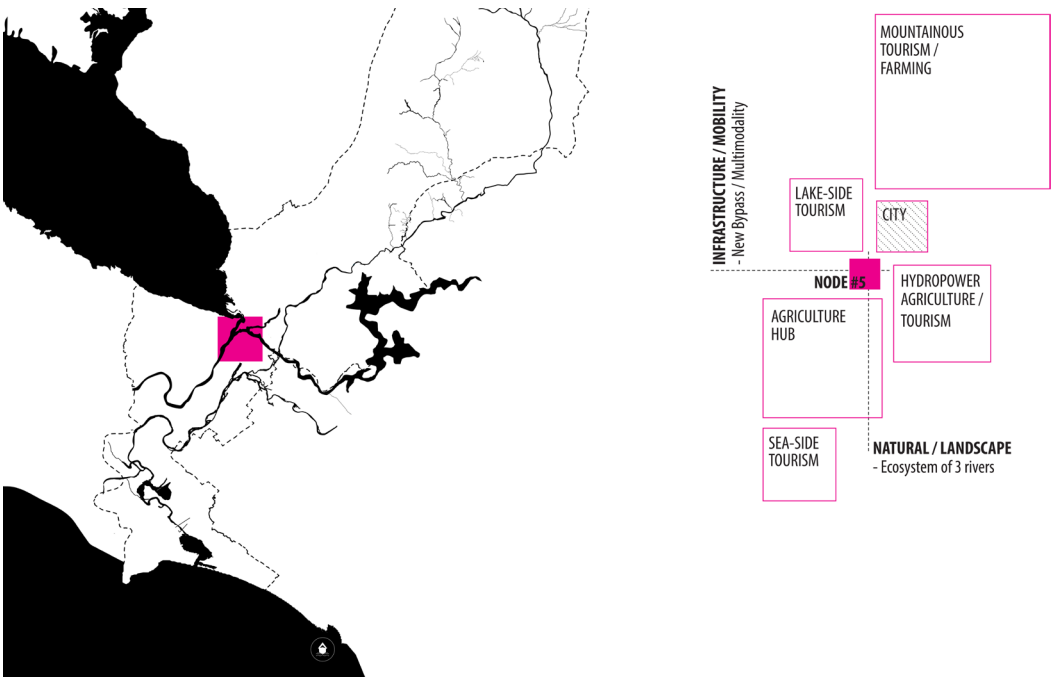 MOUNTAINOUS
TOURISM /
FARMING
INFRASTRUCTURE / MOBILITY
- New Bypass / Multimodality
LAKE-SIDE
TOURISM
CITY
NODE #5
HYDROPOWER
AGRICULTURE /
TOURISM
AGRICULTURE
HUB
SEA-SIDE
TOURISM
NATURAL / LANDSCAPE
- Ecosystem of 3 rivers